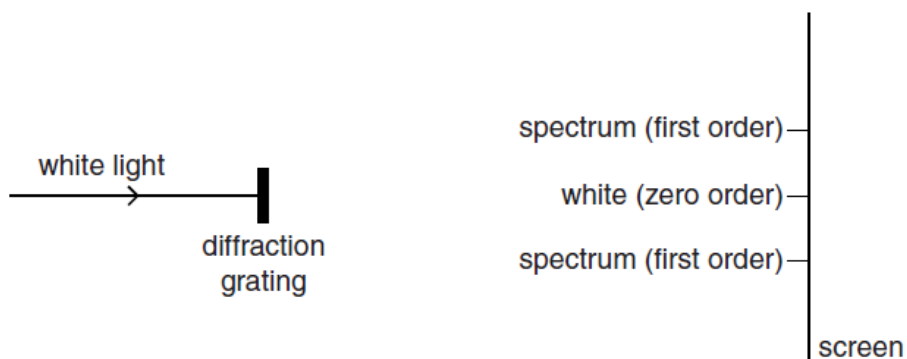 spectrum (first order)
white light
white (zero order)
diffraction
grating
spectrum (first order)
screen